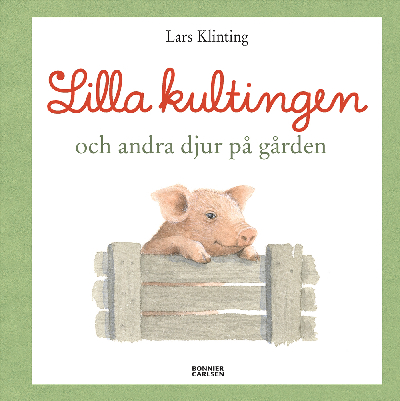 Lars Klinting
Lilla kultingen
och andra djur på gården
BONNIER
CARLSEN